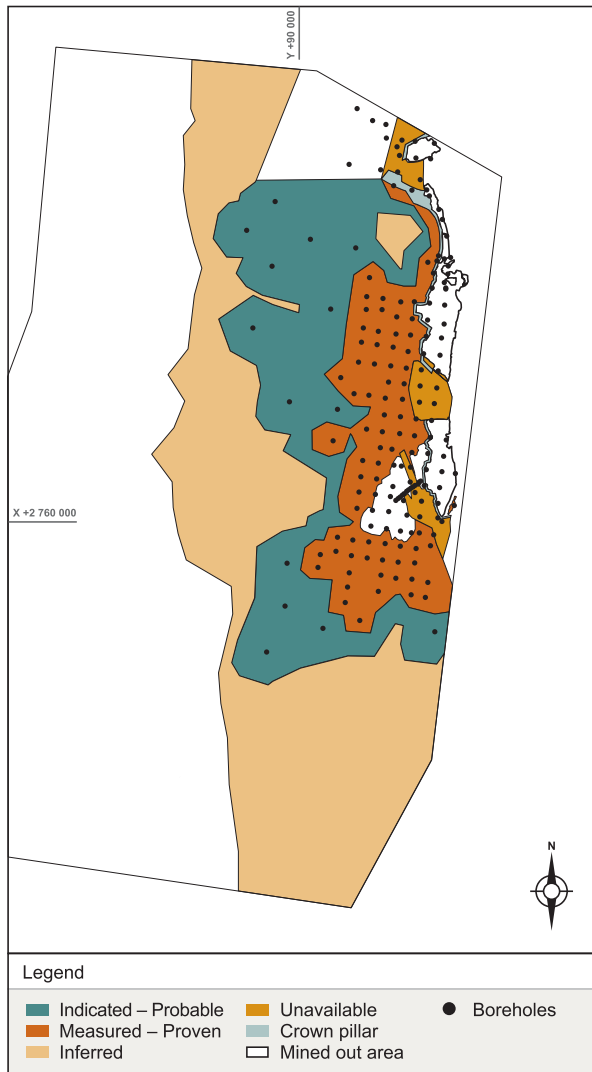 Y +90 000
X +2 760 000
N
Legend
Indicated – Probable
Measured – Proven
Inferred
Unavailable
Crown pillar
Mined out area
Boreholes